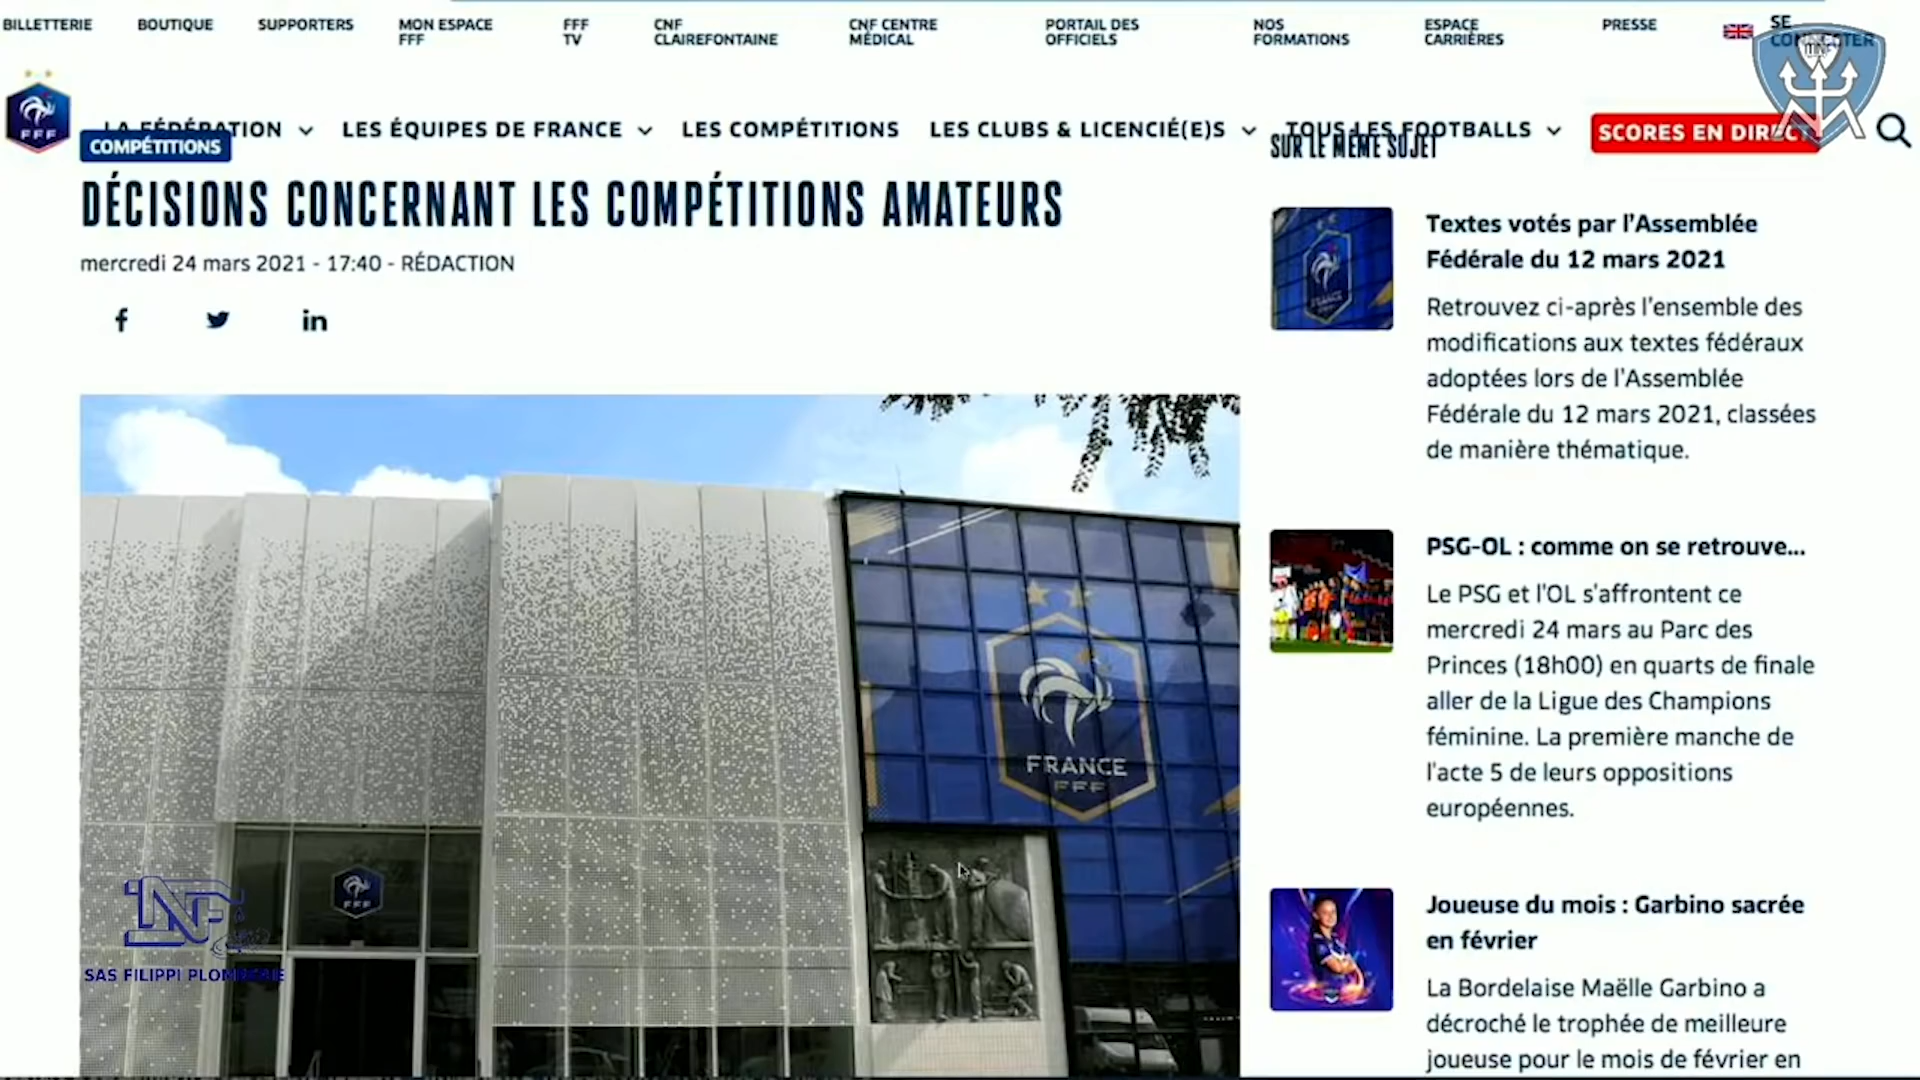 BILLETTERIE
BOUTIQUE
SUPPORTERS
MON ESPACE
FFF
FFF
TV
CNF
CLAIREFONTAINE
CNF CENTRE
MÉDICAL
PORTAIL DES
OFFICIELS
NOS
FORMATIONS
ESPACE
CARRIÈRES
PRESSE
SE
CONNECTER
MNF
FFF
LA FÉDÉRATION
LES ÉQUIPES DE FRANCE
LES COMPÉTITIONS
LES CLUBS & LICENCIÉ(E)S
TOUS LES FOOTBALLS
SCORES EN DIRECT
COMPÉTITIONS
DÉCISIONS CONCERNANT LES COMPÉTITIONS AMATEURS
mercredi 24 mars 2021 - 17:40 - RÉDACTION
FRANCE
FFF
FFF
NF
SAS FILIPPI PLOMBERIE
SUR LE MÊME SUJET
Textes votés par l'Assemblée
Fédérale du 12 mars 2021
Retrouvez ci-après l'ensemble des
modifications aux textes fédéraux
adoptées lors de l'Assemblée
Fédérale du 12 mars 2021, classées
de manière thématique.
PSG-OL : comme on se retrouve...
Le PSG et l'OL s'affrontent ce
mercredi 24 mars au Parc des
Princes (18h00) en quarts de finale
aller de la Ligue des Champions
féminine. La première manche de
l'acte 5 de leurs oppositions
européennes.
Joueuse du mois : Garbino sacrée
en février
La Bordelaise Maëlle Garbino a
décroché le trophée de meilleure
joueuse pour le mois de février en